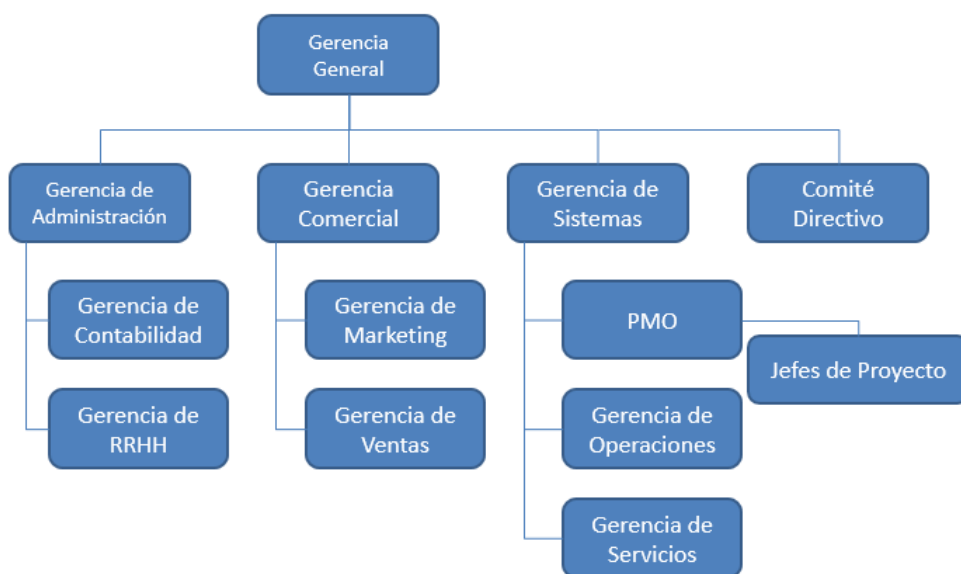 Gerencia
General
Gerencia de
Administración
Gerencia
Comercial
Gerencia de
Sistemas
Comité
Directivo
Gerencia de
Contabilidad
Gerencia de
Marketing
PMO
Jefes de Proyecto
Gerencia de
RRHH
Gerencia de
Ventas
Gerencia de
Operaciones
Gerencia de
Servicios